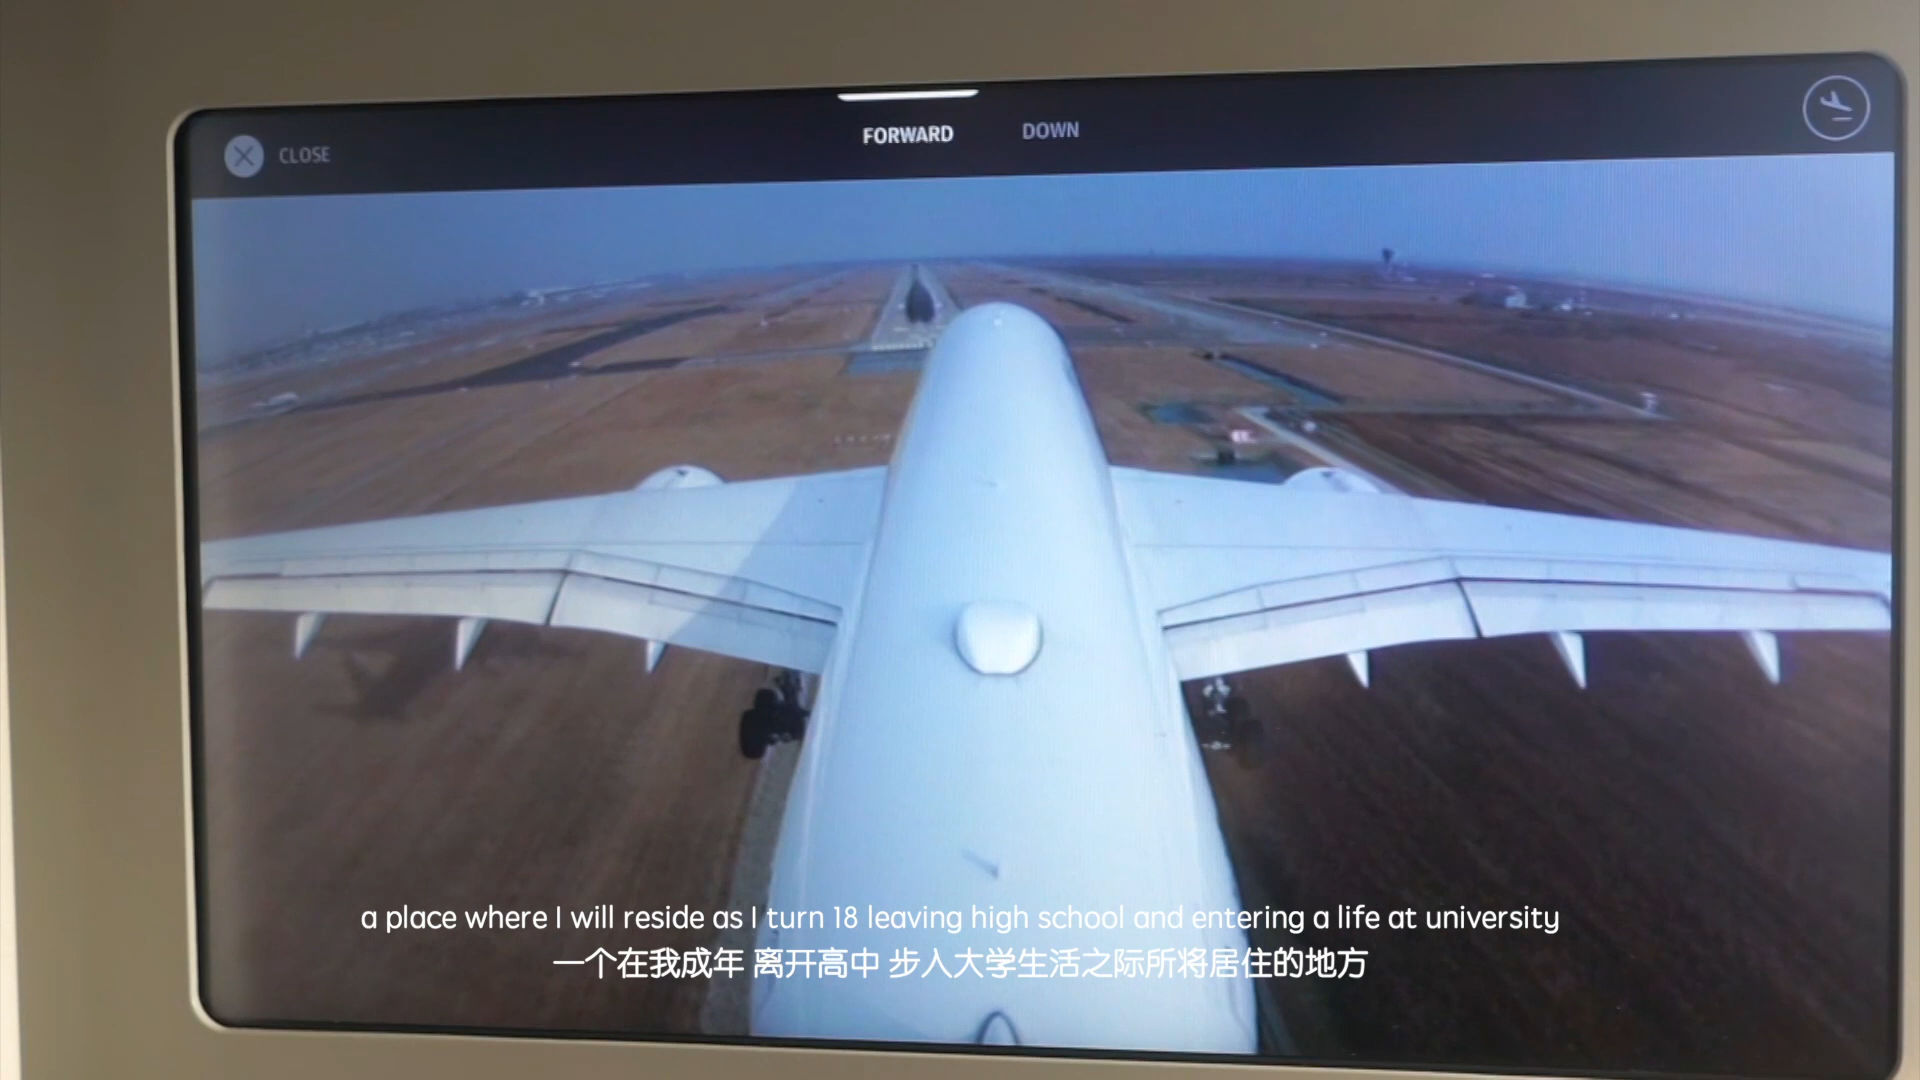 CLOSE
FORWARD
DOWN
a place where I will reside as I turn 18 leaving high school and entering a life at university
一个在我成年 离开高中 步入大学生活之际所将居住的地方